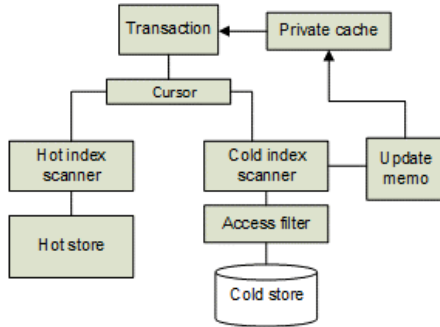 Transaction
Private cache
Cursor
Hot index
scanner
Cold index
scanner
Update
memo
Hot store
Access filter
Cold store